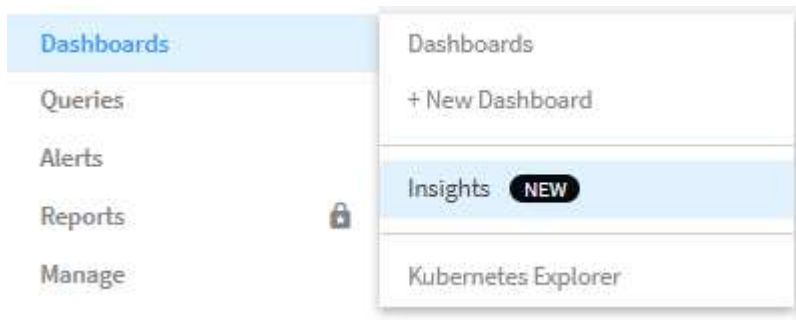 Dashboards
Queries
Alerts
Reports
Manage
Dashboards
+ New Dashboard
Insights NEW
Kubernetes Explorer